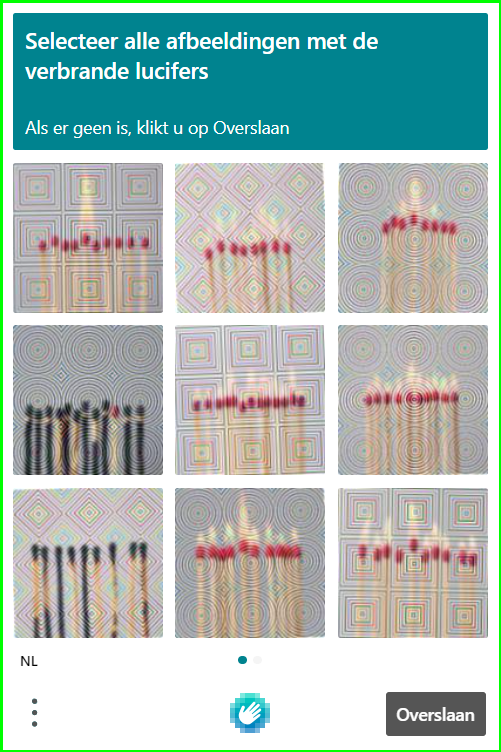 Selecteer alle afbeeldingen met de
verbrande lucifers
Als er geen is, klikt u op Overslaan
NL
Overslaan